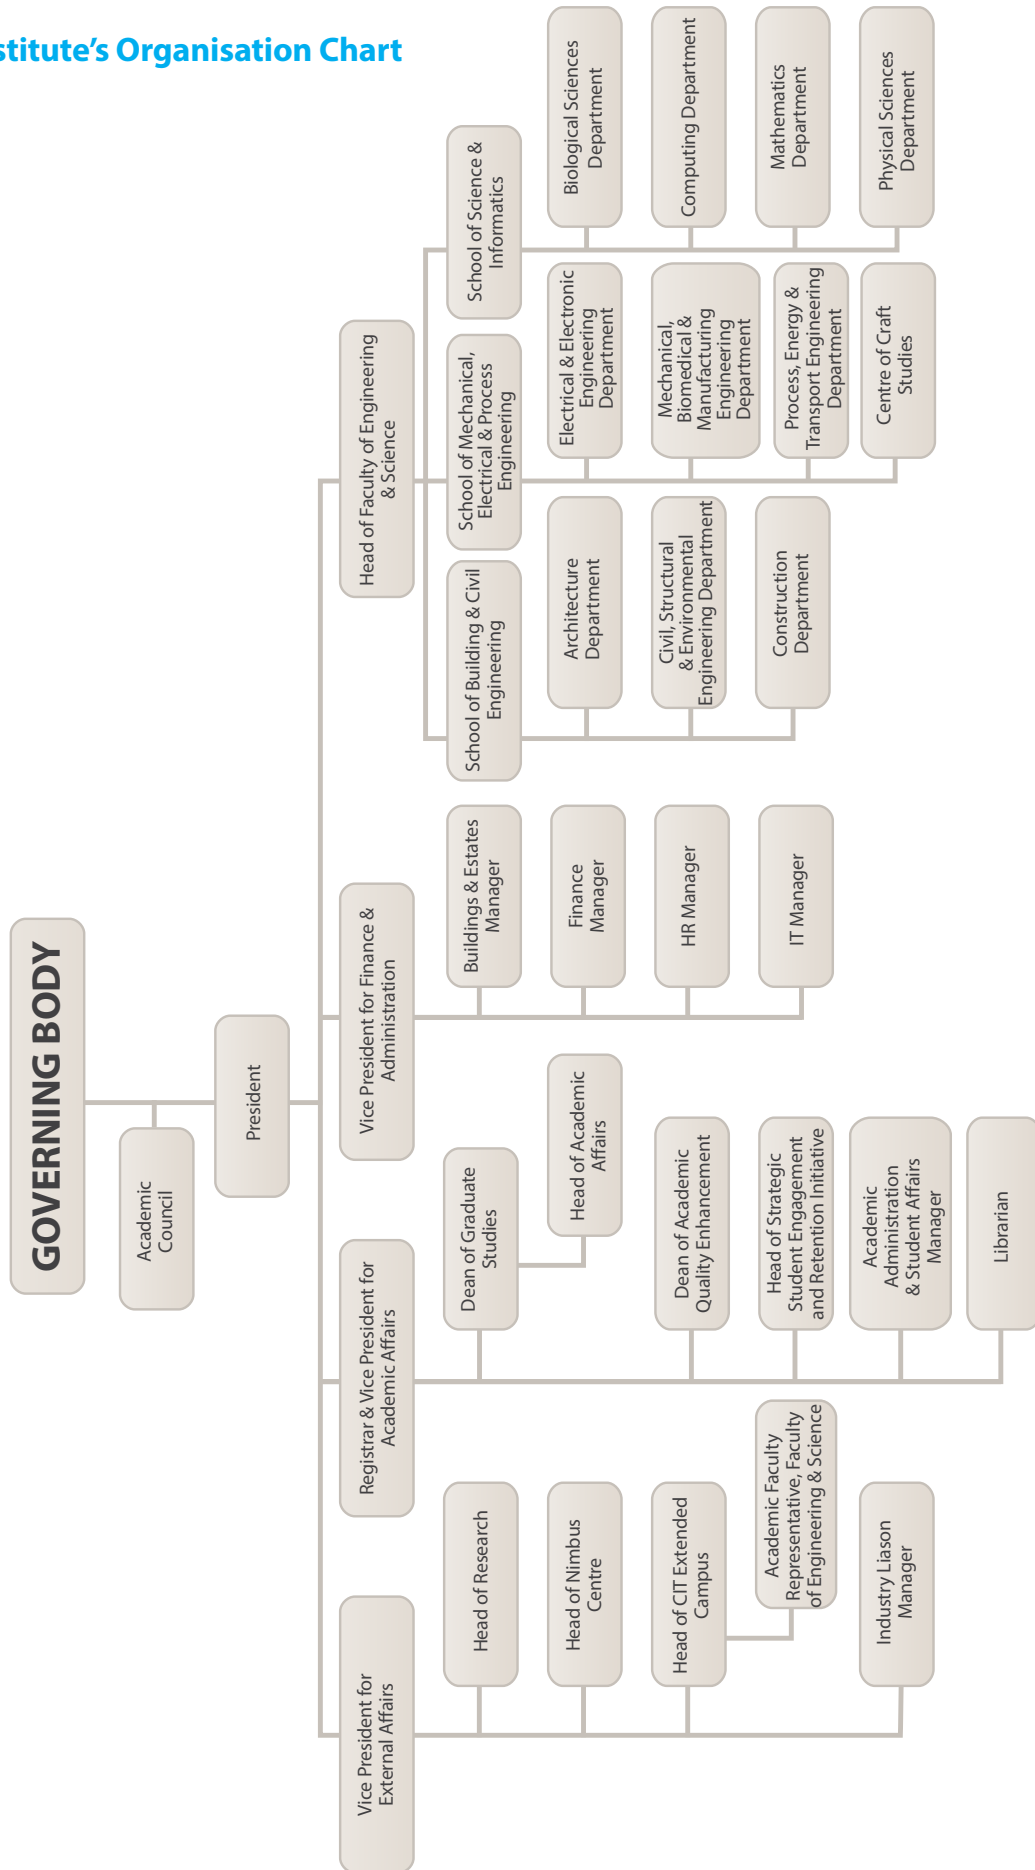 stitute's Organisation Chart
GOVERNING BODY
Academic
Council
President
Vice President for
External Affairs
Registrar & Vice President for
Academic Affairs
Vice President for Finance &
Administration
Head of Faculty of Engineering
& Science
Head of Research
Head of Nimbus
Centre
Head of CIT Extended
Campus
Academic Faculty
Representative, Faculty
of Engineering & Science
Industry Liason
Manager
Dean of Graduate
Studies
Head of Academic
Affairs
Dean of Academic
Quality Enhancement
Head of Strategic
Student Engagement
and Retention Initiative
Academic
Administration
& Student Affairs
Manager
Librarian
Buildings & Estates
Manager
Finance
Manager
HR Manager
IT Manager
School of Building & Civil
Engineering
Architecture
Department
Civil, Structural
& Environmental
Engineering Department
Construction
Department
School of Mechanical,
Electrical & Process
Engineering
Electrical & Electronic
Engineering
Department
Mechanical,
Biomedical &
Manufacturing
Engineering
Department
Process, Energy &
Transport Engineering
Department
Centre of Craft
Studies
School of Science &
Informatics
Biological Sciences
Department
Computing Department
Mathematics
Department
Physical Sciences
Department